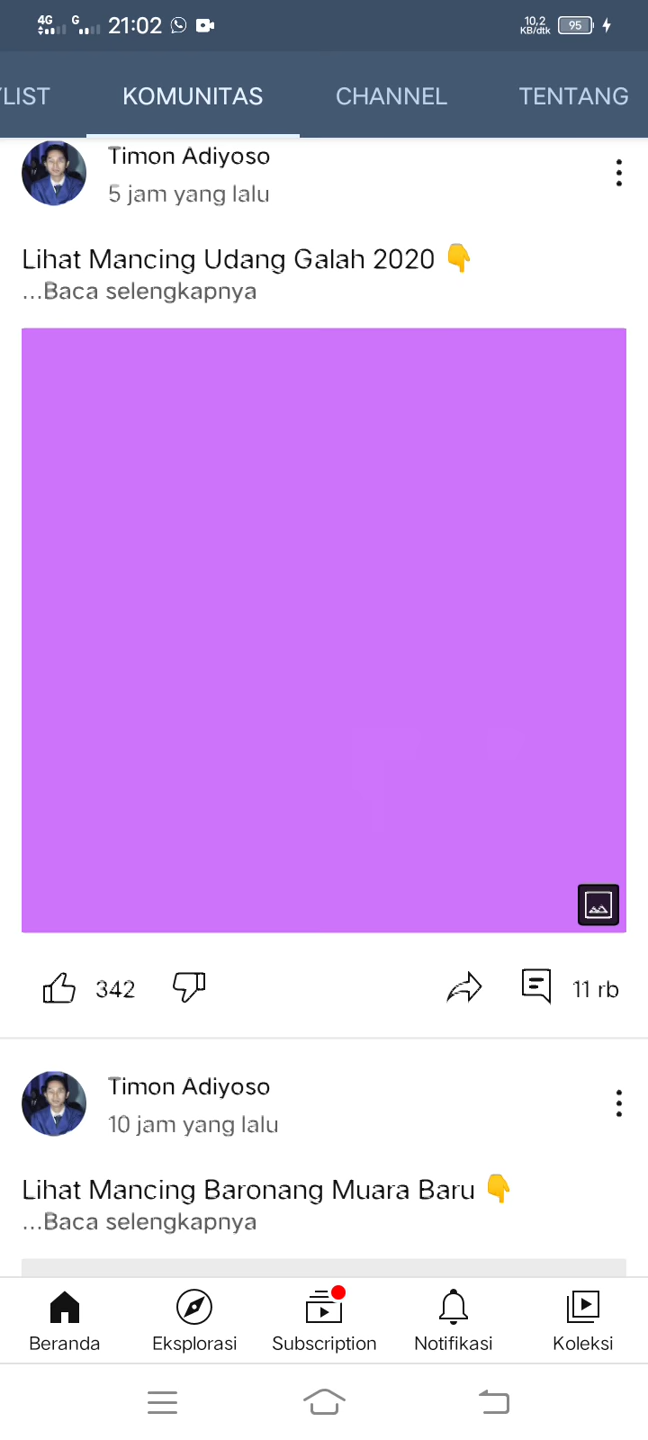 4G G 21:02 10,2 KB/dtk 95
LIST KOMUNITAS CHANNEL TENTANG
Timon Adiyoso
5 jam yang lalu
Lihat Mancing Udang Galah 2020 👇
...Baca selengkapnya
342 11 rb
Timon Adiyoso
10 jam yang lalu
Lihat Mancing Baronang Muara Baru 👇
...Baca selengkapnya
Beranda Eksplorasi Subscription Notifikasi Koleksi